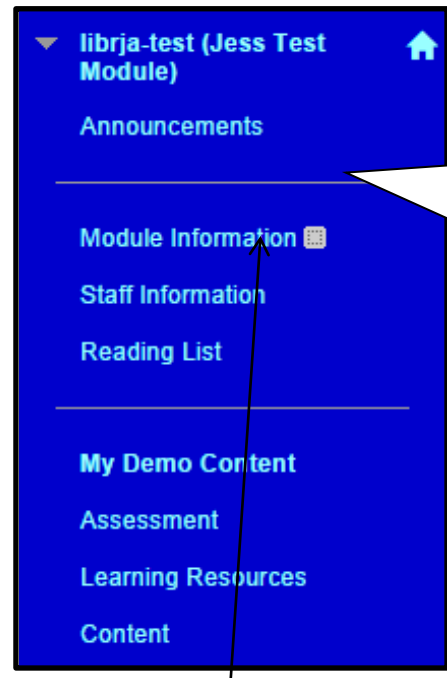 librja-test (Jess Test
Module)
Announcements
Module Information
Staff Information
Reading List
My Demo Content
Assessment
Learning Resources
Content